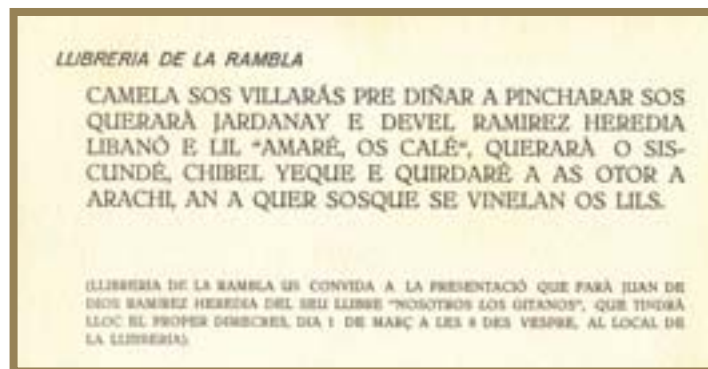 LLIBRERIA DE LA RAMBLA
CAMELA SOS VILLARÁS PRE DIÑAR A PINCHARAR SOS
QUERARÀ JARDANAY E DEVEL RAMIREZ HEREDIA
LIBANÓ E LIL "AMARÉ, OS CALÉ", QUERARÀ O SIS-
CUNDÉ, CHIBEL YEQUE E QUIRDARÉ A AS OTOR A
ARACHI, AN A QUER SOSQUE SE VINELAN OS LILS.
(LLIBRERIA DE LA RAMBLA US CONVIDA A LA PRESENTACIÓ QUE FARÀ JUAN DE
DIOS RAMIREZ HEREDIA DEL SEU LLIBRE "NOSOTROS LOS GITANOS", QUE TINDRÀ
LLOC EL PROPER DIMECRES, DIA 1 DE MARÇ A LES 8 DES VESPRE, AL LOCAL DE
LA LLIBRERIA).